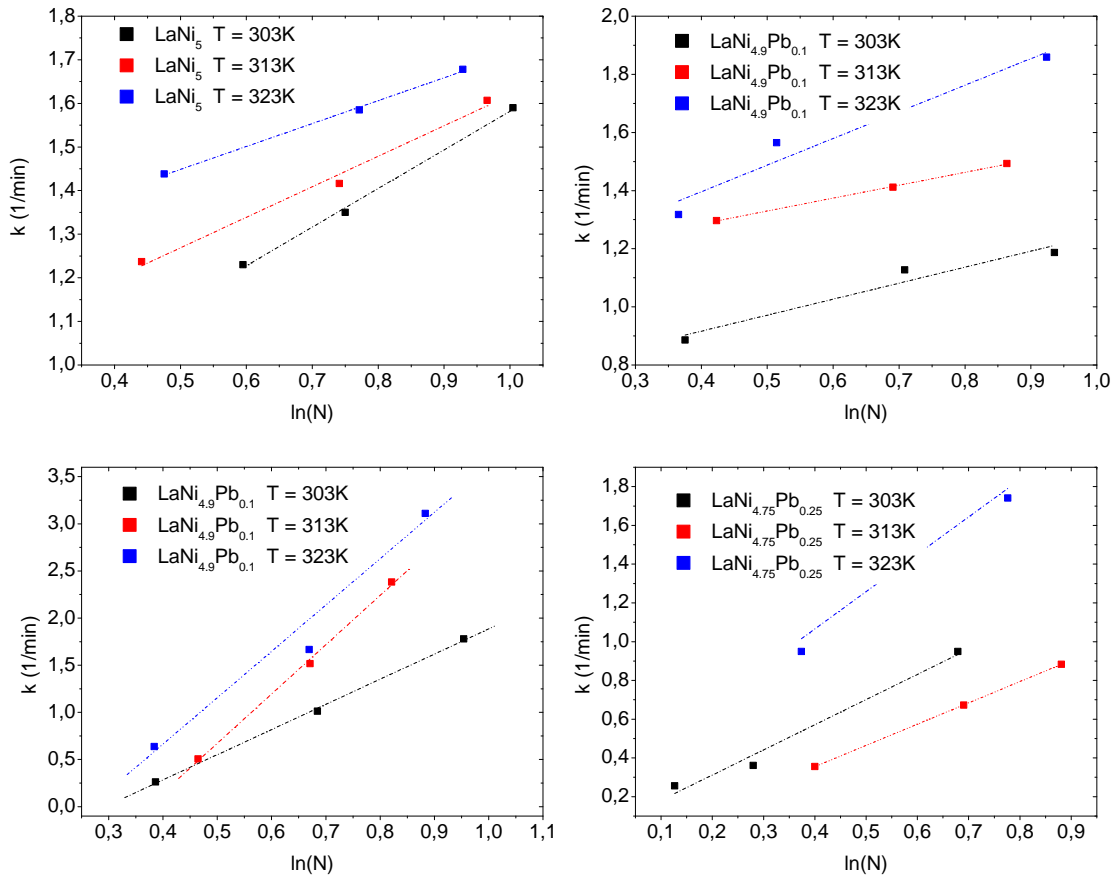 LaNi5 T = 303K
LaNi5 T = 313K
LaNi5 T = 323K
1,8
1,7
1,6
1,5
1,4
1,3
1,2
1,1
1,0
k (1/min)
0,4 0,5 0,6 0,7 0,8 0,9 1,0
ln(N)
LaNi4.9Pb0.1 T = 303K
LaNi4.9Pb0.1 T = 313K
LaNi4.9Pb0.1 T = 323K
2,0
1,8
1,6
1,4
1,2
1,0
0,8
k (1/min)
0,3 0,4 0,5 0,6 0,7 0,8 0,9 1,0
ln(N)
LaNi4.9Pb0.1 T = 303K
LaNi4.9Pb0.1 T = 313K
LaNi4.9Pb0.1 T = 323K
3,5
3,0
2,5
2,0
1,5
1,0
0,5
0,0
k (1/min)
0,3 0,4 0,5 0,6 0,7 0,8 0,9 1,0 1,1
ln(N)
LaNi4.75Pb0.25 T = 303K
LaNi4.75Pb0.25 T = 313K
LaNi4.75Pb0.25 T = 323K
1,8
1,6
1,4
1,2
1,0
0,8
0,6
0,4
0,2
k (1/min)
0,1 0,2 0,3 0,4 0,5 0,6 0,7 0,8 0,9
ln(N)